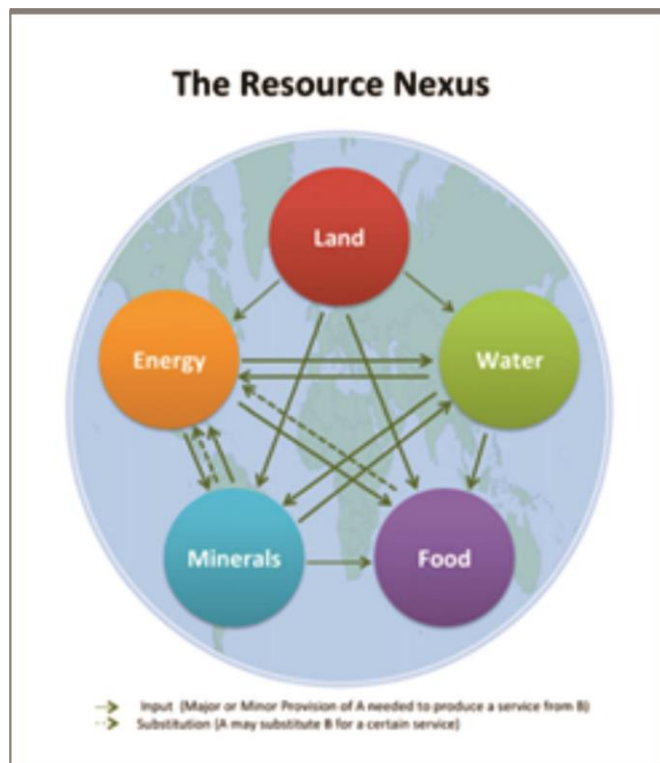 The Resource Nexus
Land
Energy
Water
Minerals
Food
Input (Major or Minor Provision of A needed to produce a service from B)
Substitution (A may substitute B for a certain service)